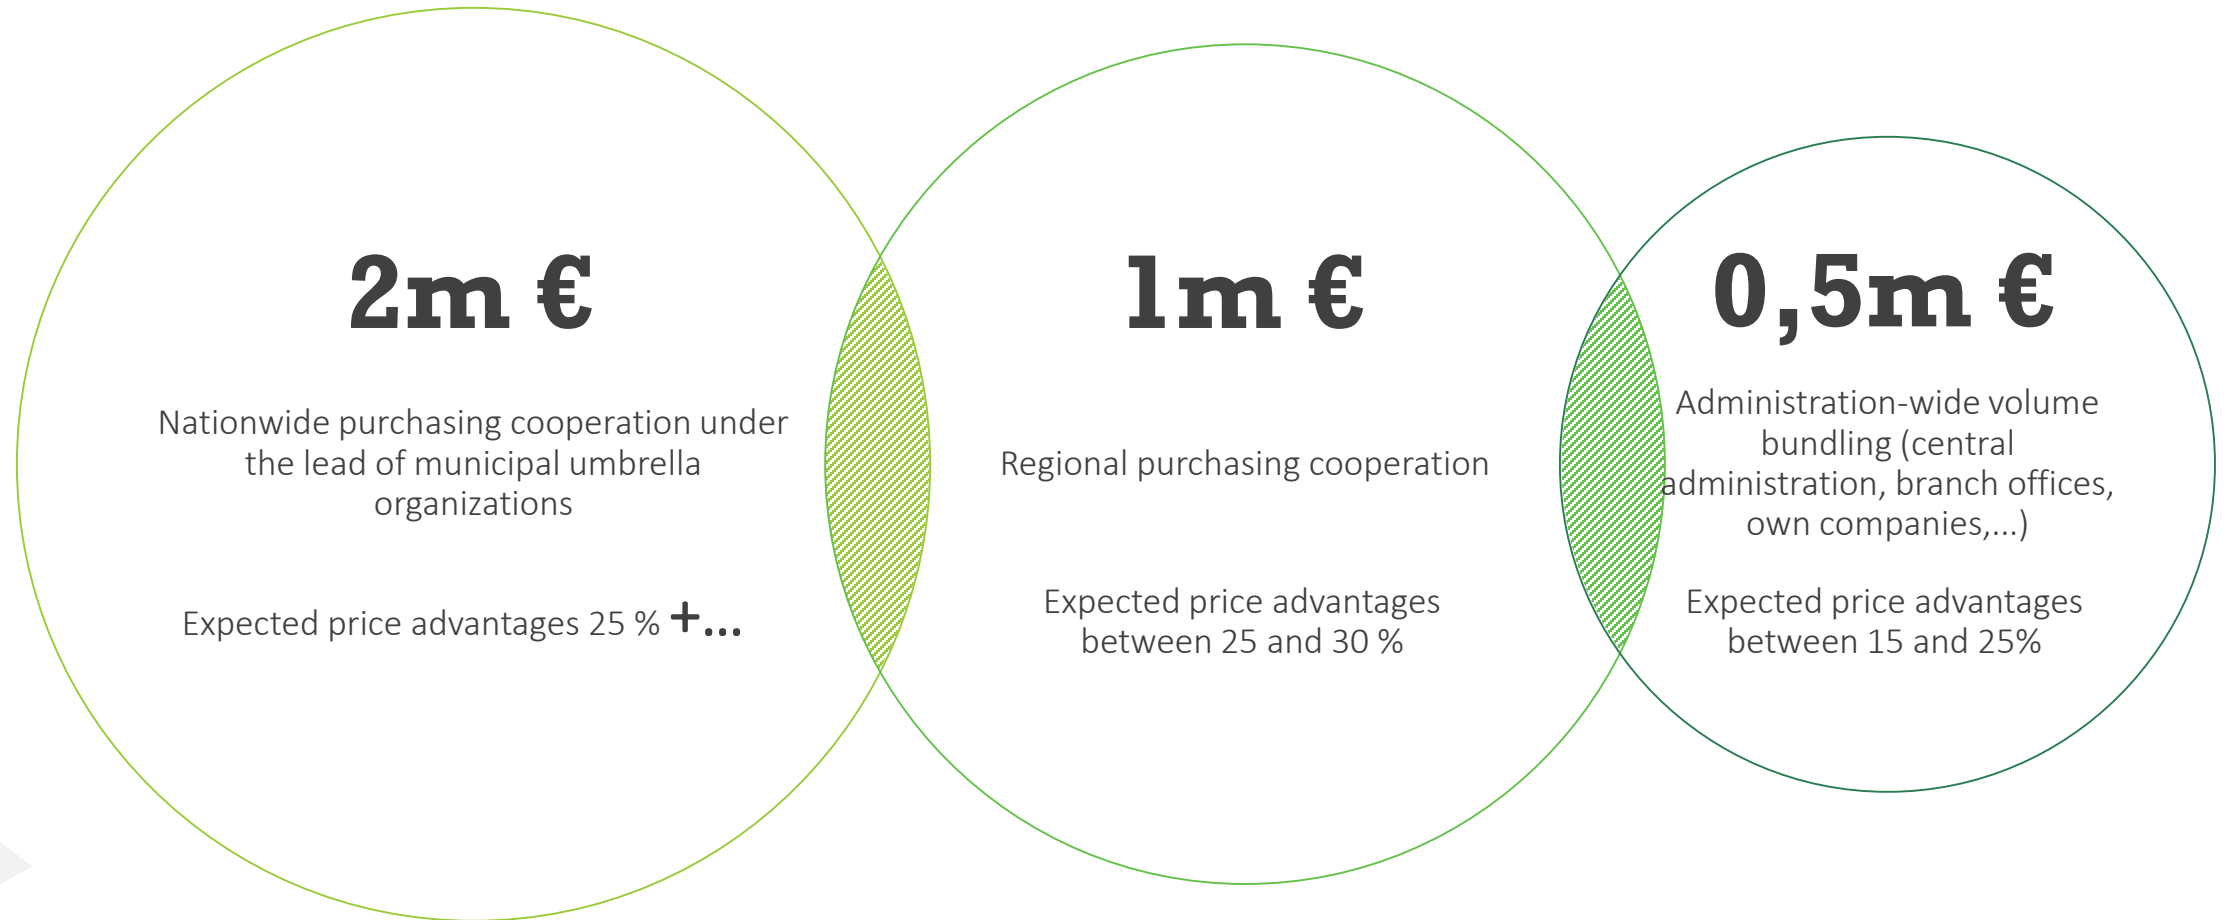 2m €
Nationwide purchasing cooperation under
the lead of municipal umbrella
organizations
Expected price advantages 25 % +...
1m €
Regional purchasing cooperation
Expected price advantages
between 25 and 30 %
0,5m €
Administration-wide volume
bundling (central
administration, branch offices,
own companies,...)
Expected price advantages
between 15 and 25%